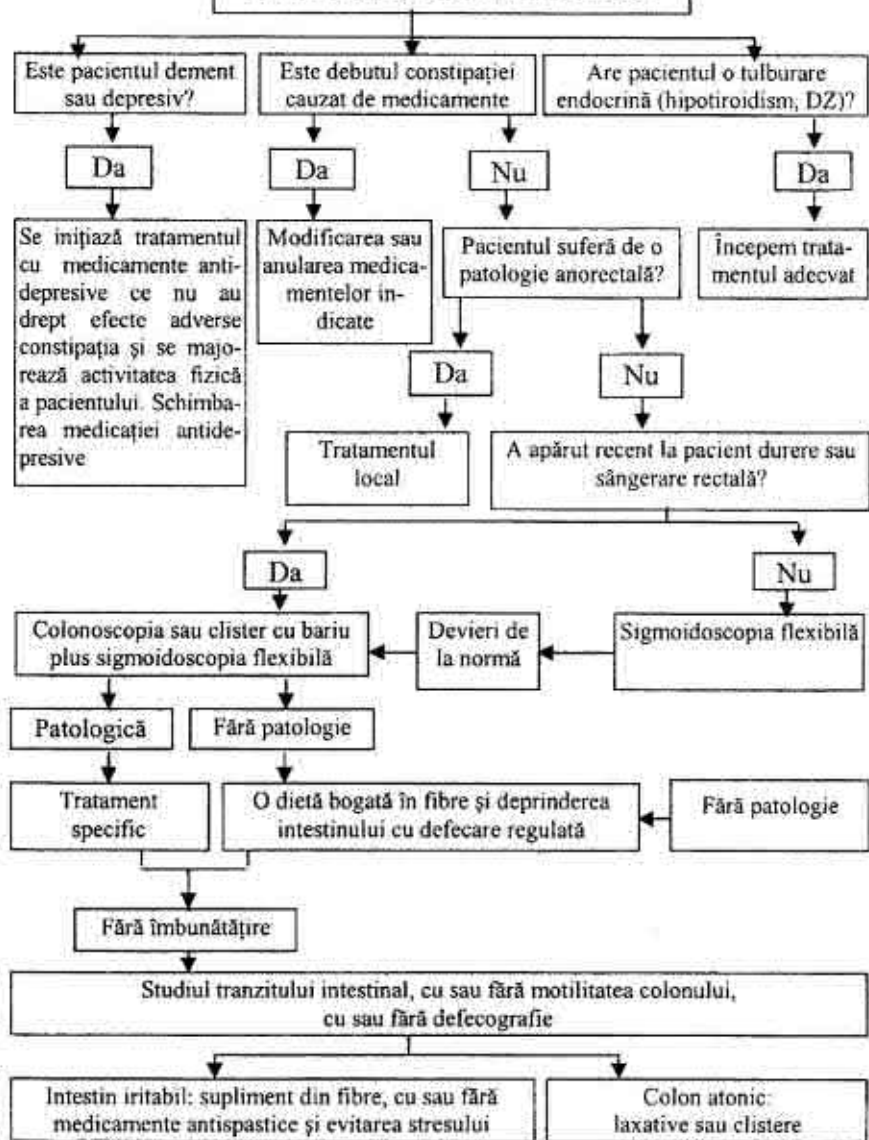 Este pacientul dement
sau depresiv?
Este debutul constipației
cauzat de medicamente
Are pacientul o tulburare
endocrină (hipotiroidism, DZ)?
Da
Da
Nu
Da
Se inițiază tratamentul
cu medicamente anti-
depresive ce nu au
drept efecte adverse
constipația și se majo-
rează activitatea fizică
a pacientului. Schimba-
rea medicației antide-
presive
Modificarea sau
anularea medica-
mentelor in-
dicate
Pacientul suferă de o
patologie anorectală?
Începem trata-
mentul adecvat
Da
Nu
Tratamentul
local
A apărut recent la pacient durere sau
sângerare rectală?
Da
Nu
Colonoscopia sau clister cu bariu
plus sigmoidoscopia flexibilă
Devieri de
la normă
Sigmoidoscopia flexibilă
Patologică
Fără patologie
Tratament
specific
O dietă bogată în fibre și deprinderea
intestinului cu defecare regulată
Fără patologie
Fără îmbunătățire
Studiul tranzitului intestinal, cu sau fără motilitatea colonului,
cu sau fără defecografie
Intestin iritabil: supliment din fibre, cu sau fără
medicamente antispastice și evitarea stresului
Colon atonic:
laxative sau clistere